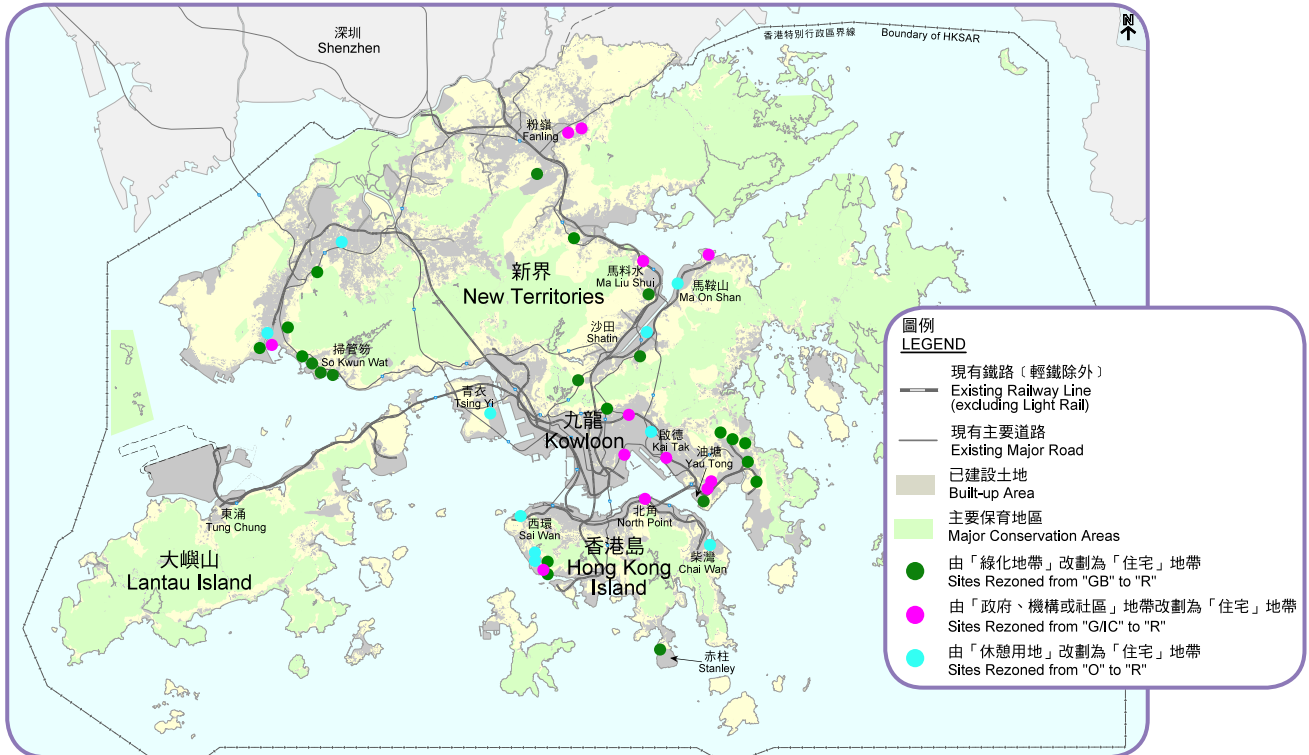 深圳
Shenzhen
香港特別行政區界線 Boundary of HKSAR
N
粉嶺
Fanling
新界
New Territories
馬料水
Ma Liu Shui
馬鞍山
Ma On Shan
沙田
Shatin
掃管笏
So Kwun Wat
青衣
Tsing Yi
九龍
Kowloon
啟德
Kai Tak
油塘
Yau Tong
東涌
Tung Chung
大嶼山
Lantau Island
西環
Sai Wan
北角
North Point
香港島
Hong Kong
Island
柴灣
Chai Wan
赤柱
Stanley
圖例
LEGEND
現有鐵路﹝輕鐵除外﹞
Existing Railway Line
(excluding Light Rail)
現有主要道路
Existing Major Road
已建設土地
Built-up Area
主要保育地區
Major Conservation Areas
由「綠化地帶」改劃為「住宅」地帶
Sites Rezoned from "GB" to "R"
由「政府、機構或社區」地帶改劃為「住宅」地帶
Sites Rezoned from "G/IC" to "R"
由「休憩用地」改劃為「住宅」地帶
Sites Rezoned from "O" to "R"